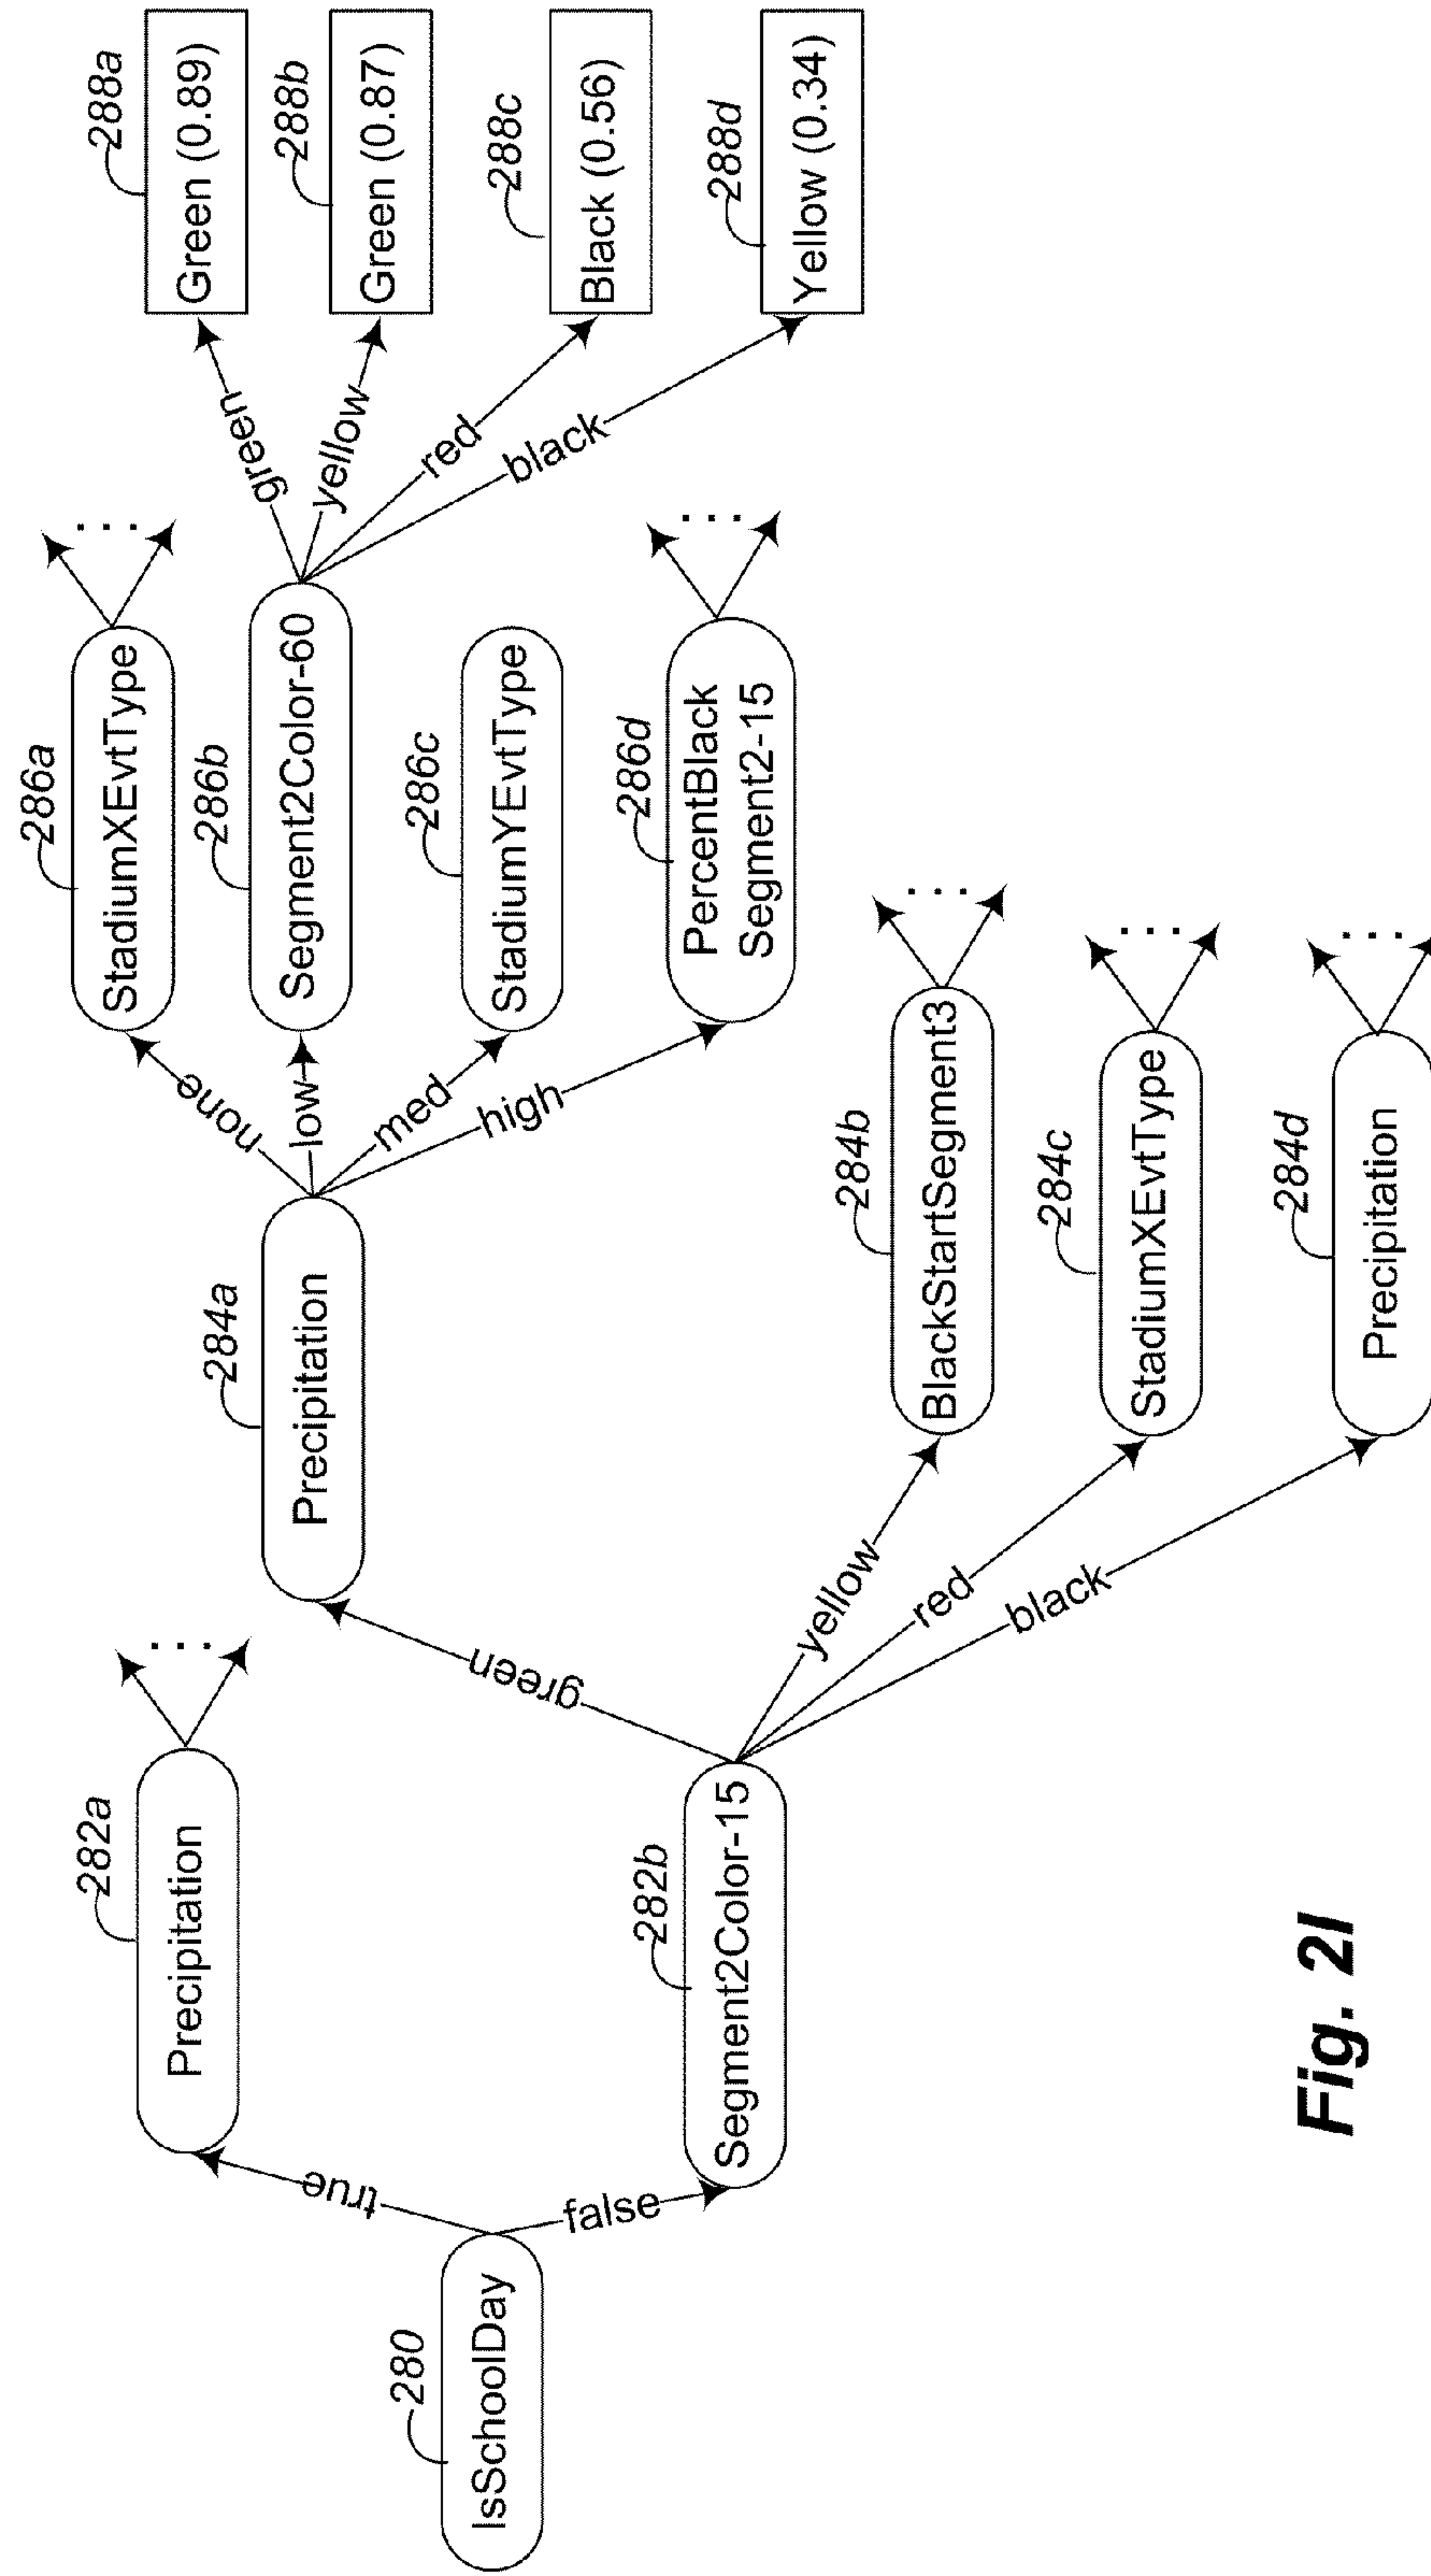 280
IsSchoolDay
true
false
282a
Precipitation
...
282b
Segment2Color-15
green
yellow
red
black
284a
Precipitation
none
low
med
high
284b
BlackStartSegment3
...
284c
StadiumXEvtType
...
284d
Precipitation
...
286a
StadiumXEvtType
...
286b
Segment2Color-60
green
yellow
red
black
286c
StadiumYEvtType
286d
PercentBlack
Segment2-15
...
288a
Green (0.89)
288b
Green (0.87)
288c
Black (0.56)
288d
Yellow (0.34)
Fig. 2I